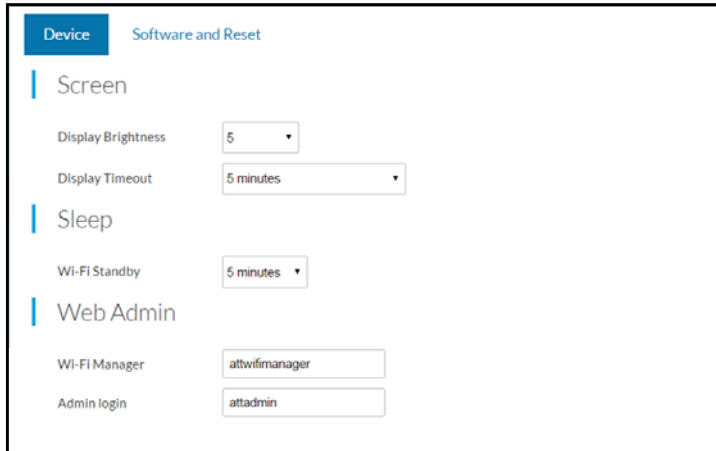 Device Software and Reset
Screen
Display Brightness 5
Display Timeout 5 minutes
Sleep
Wi-Fi Standby 5 minutes
Web Admin
Wi-Fi Manager attwifimanager
Admin login attadmin